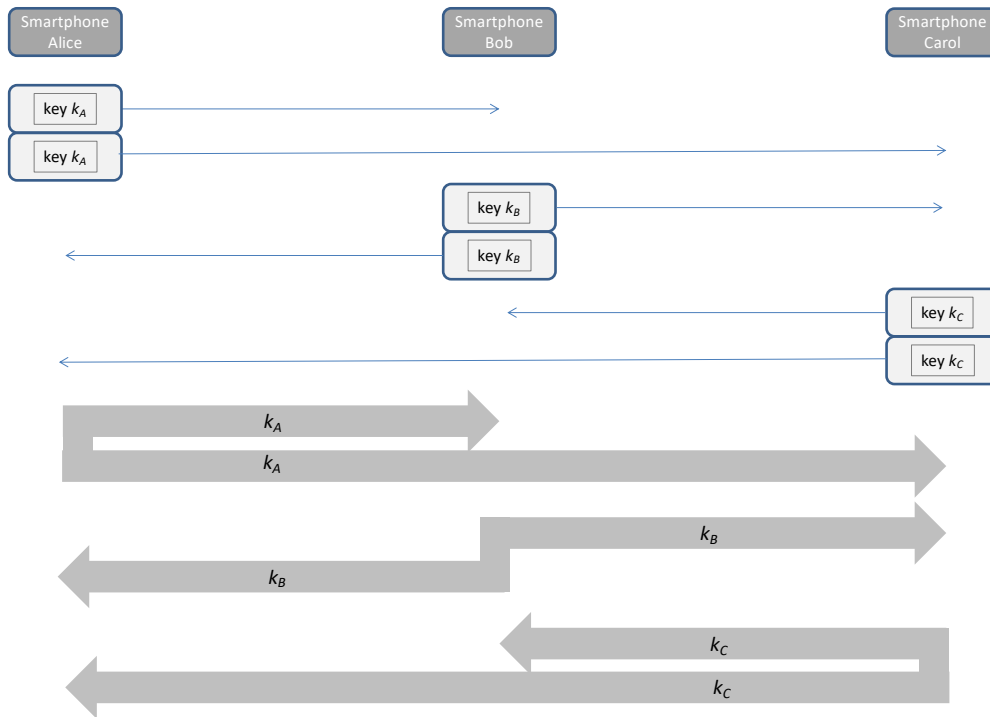 Smartphone
Alice
Smartphone
Bob
Smartphone
Carol
key k_A
key k_A
key k_B
key k_B
key k_C
key k_C
k_A
k_A
k_B
k_B
k_C
k_C